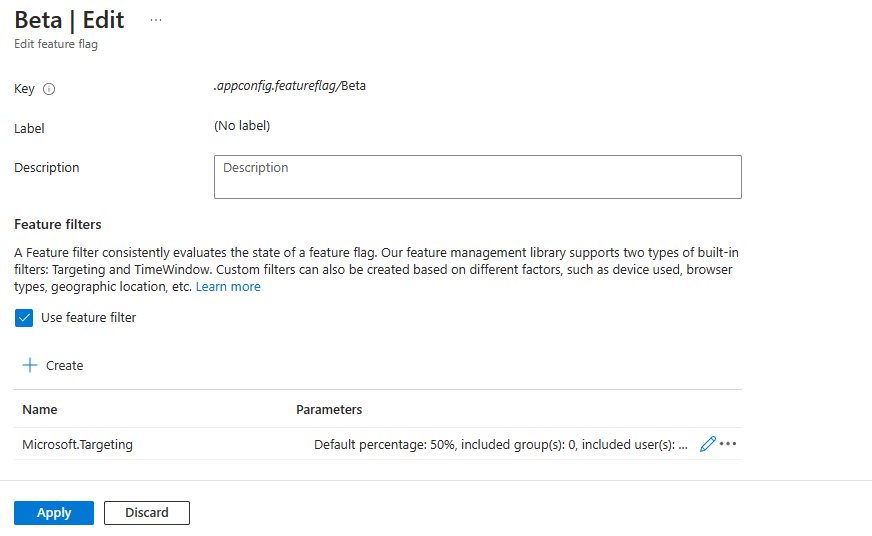 Beta | Edit ...
Edit feature flag
Key
.appconfig.featureflag/Beta
Label
(No label)
Description
Description
Feature filters
A Feature filter consistently evaluates the state of a feature flag. Our feature management library supports two types of built-in
filters: Targeting and TimeWindow. Custom filters can also be created based on different factors, such as device used, browser
types, geographic location, etc. Learn more
Use feature filter
Create
Name Parameters
Microsoft.Targeting Default percentage: 50%, included group(s): 0, included user(s): ...
Apply Discard